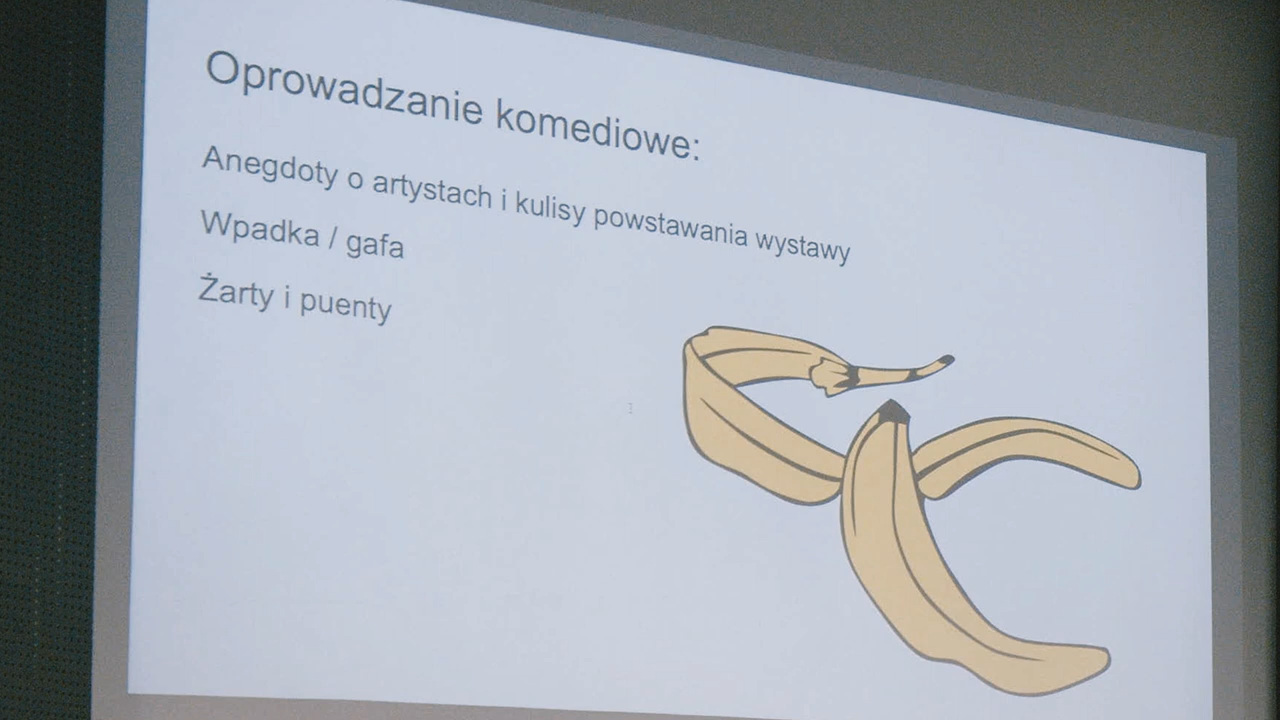 Oprowadzanie komediowe:
Anegdoty o artystach i kulisy powstawania wystawy
Wpadka / gafa
Żarty i puenty